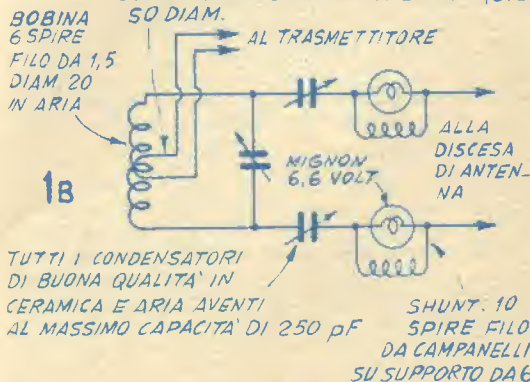 SO DIAM.
BOBINA
6 SPIRE
FILO DA 1,5
DIAM 20
IN ARIA
AL TRASMETTITORE
ALLA
DISCESA
DI ANTEN_
NA
MIGNON
6,6 VOLT
1B
TUTTI I CONDENSATORI
DI BUONA QUALITA' IN
CERAMICA E ARIA AVENTI
AL MASSIMO CAPACITA' DI 250 pF
SHUNT. 10
SPIRE FILO
DA CAMPANELLI
SU SUPPORTO DA 6